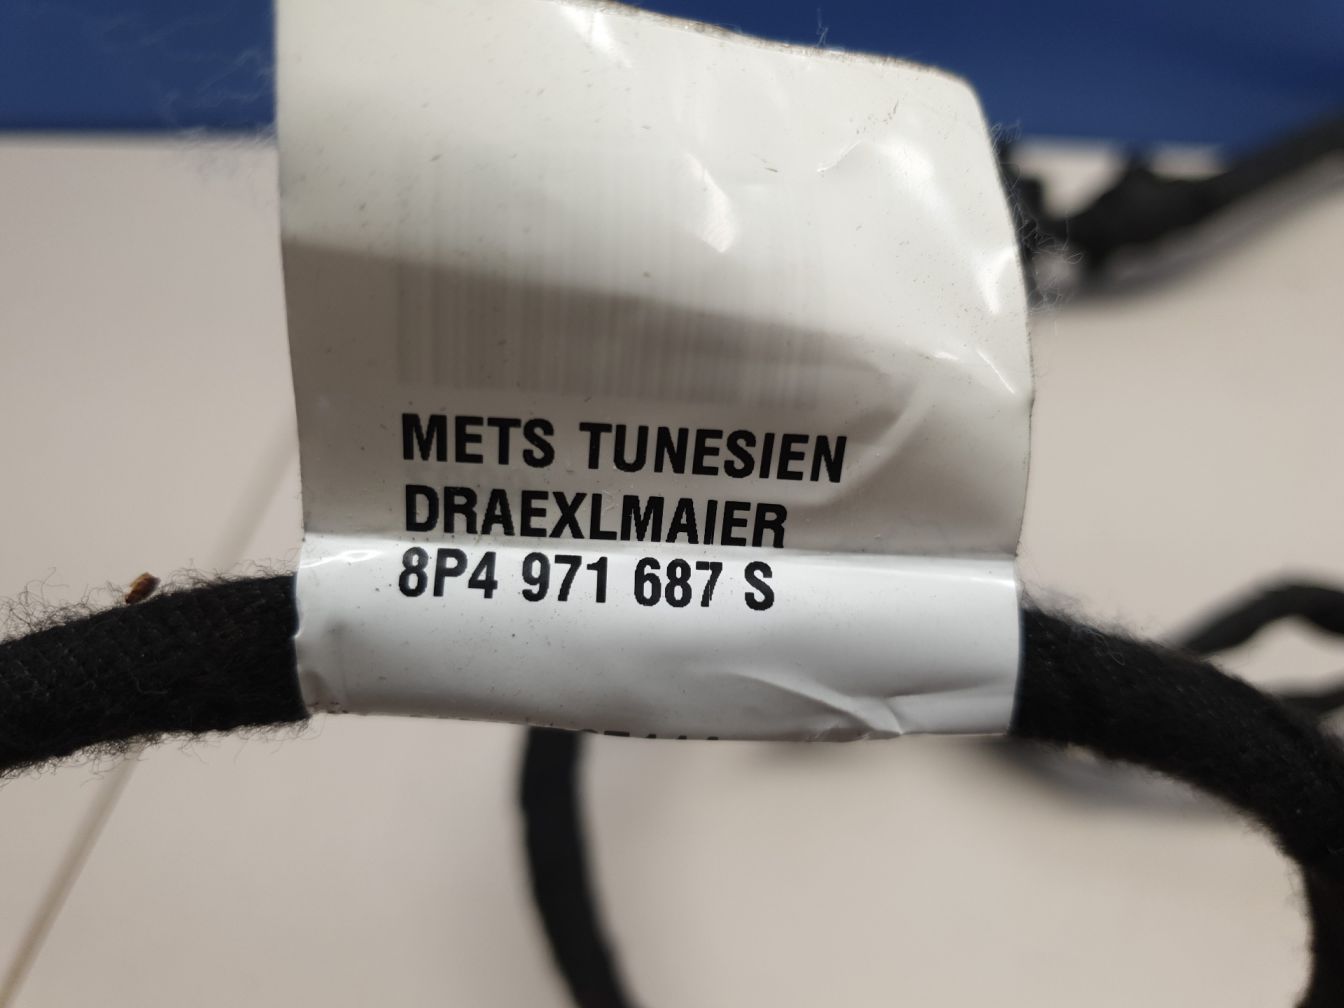 METS TUNESIEN
DRAEXLMAIER
8P4 971 687 S